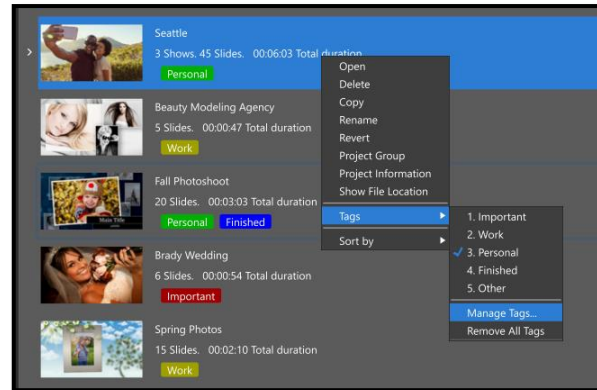 Seattle
3 Shows. 45 Slides. 00:06:03 Total duration
Personal
Beauty Modeling Agency
5 Slides. 00:00:47 Total duration
Work
Fall Photoshoot
20 Slides. 00:03:03 Total duration
Personal Finished
Brady Wedding
6 Slides. 00:00:54 Total duration
Important
Spring Photos
15 Slides. 00:02:10 Total duration
Work
Open
Delete
Copy
Rename
Revert
Project Group
Project Information
Show File Location
Tags
Sort by
1. Important
2. Work
3. Personal
4. Finished
5. Other
Manage Tags...
Remove All Tags